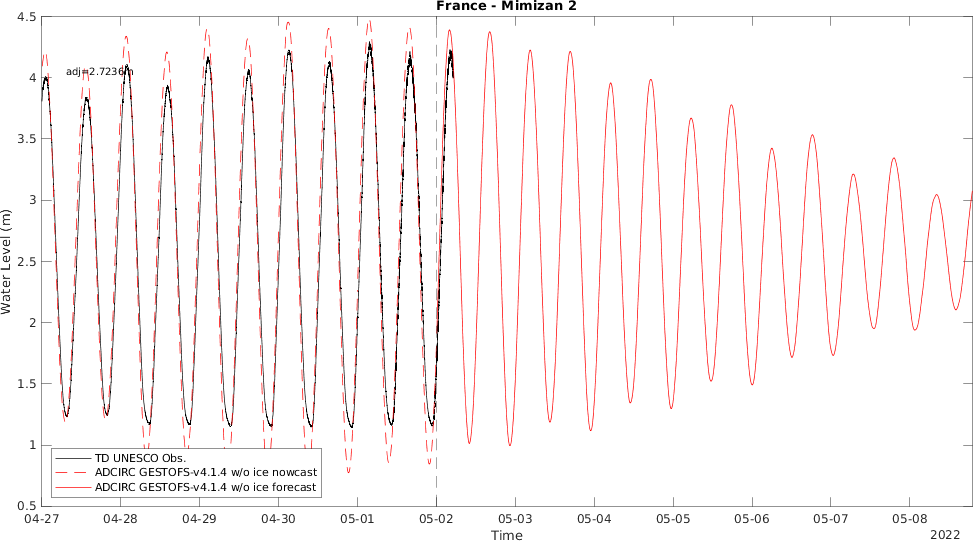 France - Mimizan 2
4.5
adj=2.7236m
4
3.5
3
2.5
2
1.5
1
0.5
Water Level (m)
TD UNESCO Obs.
ADCIRC GESTOFS-v4.1.4 w/o ice nowcast
ADCIRC GESTOFS-v4.1.4 w/o ice forecast
04-27 04-28 04-29 04-30 05-01 05-02 05-03 05-04 05-05 05-06 05-07 05-08
Time
2022